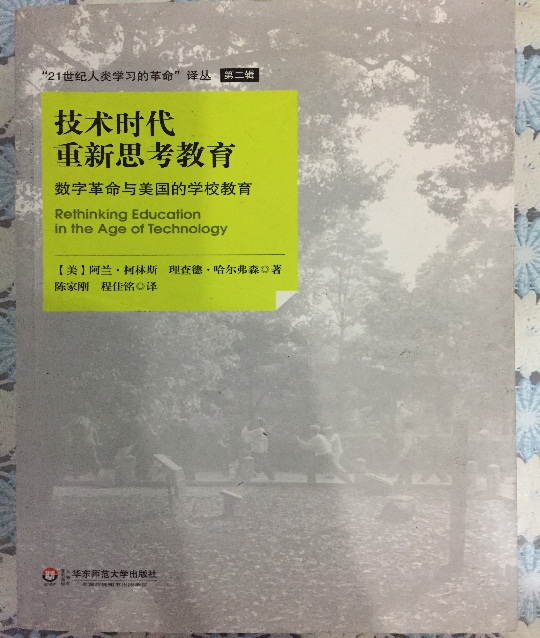 “21世纪人类学习的革命”译丛 第二辑
技术时代
重新思考教育
数字革命与美国的学校教育
Rethinking Education
in the Age of Technology
【美】阿兰·柯林斯 理查德·哈尔弗森◎著
陈家刚 程佳铭◎译
华东师范大学出版社